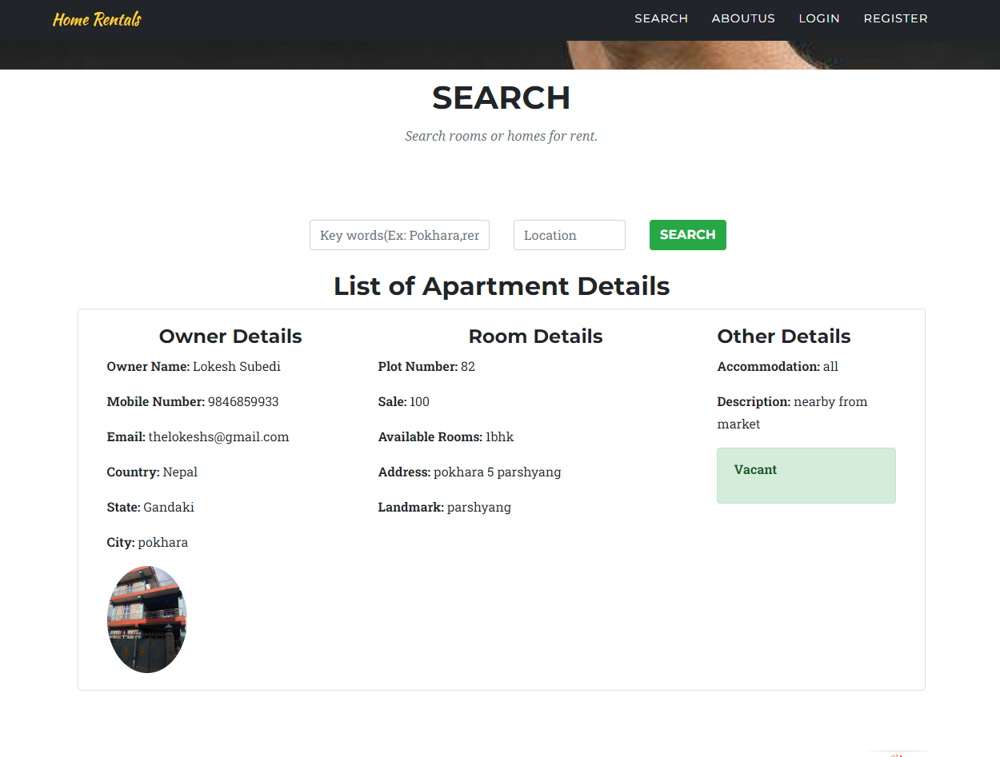 Home Rentals
SEARCH
ABOUTUS
LOGIN
REGISTER
SEARCH
Search rooms or homes for rent.
Key words(Ex: Pokhara,rer
Location
SEARCH
List of Apartment Details
Owner Details
Owner Name: Lokesh Subedi
Mobile Number: 9846859933
Email: thelokeshs@gmail.com
Country: Nepal
State: Gandaki
City: pokhara
Room Details
Plot Number: 82
Sale: 100
Available Rooms: 1bhk
Address: pokhara 5 parshyang
Landmark: parshyang
Other Details
Accommodation: all
Description: nearby from
market
Vacant